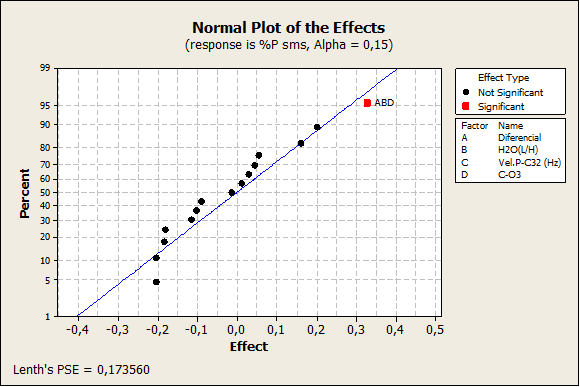 Normal Plot of the Effects
(response is %P sms, Alpha = 0,15)
99
95
90
80
70
60
50
40
30
20
10
5
1
Percent
ABD
-0,4 -0,3 -0,2 -0,1 0,0 0,1 0,2 0,3 0,4 0,5
Effect
Effect Type
Not Significant
Significant
Factor Name
A Diferencial
B H2O(L/H)
C Vel.P-C32 (Hz)
D C-O3
Lenth's PSE = 0,173560